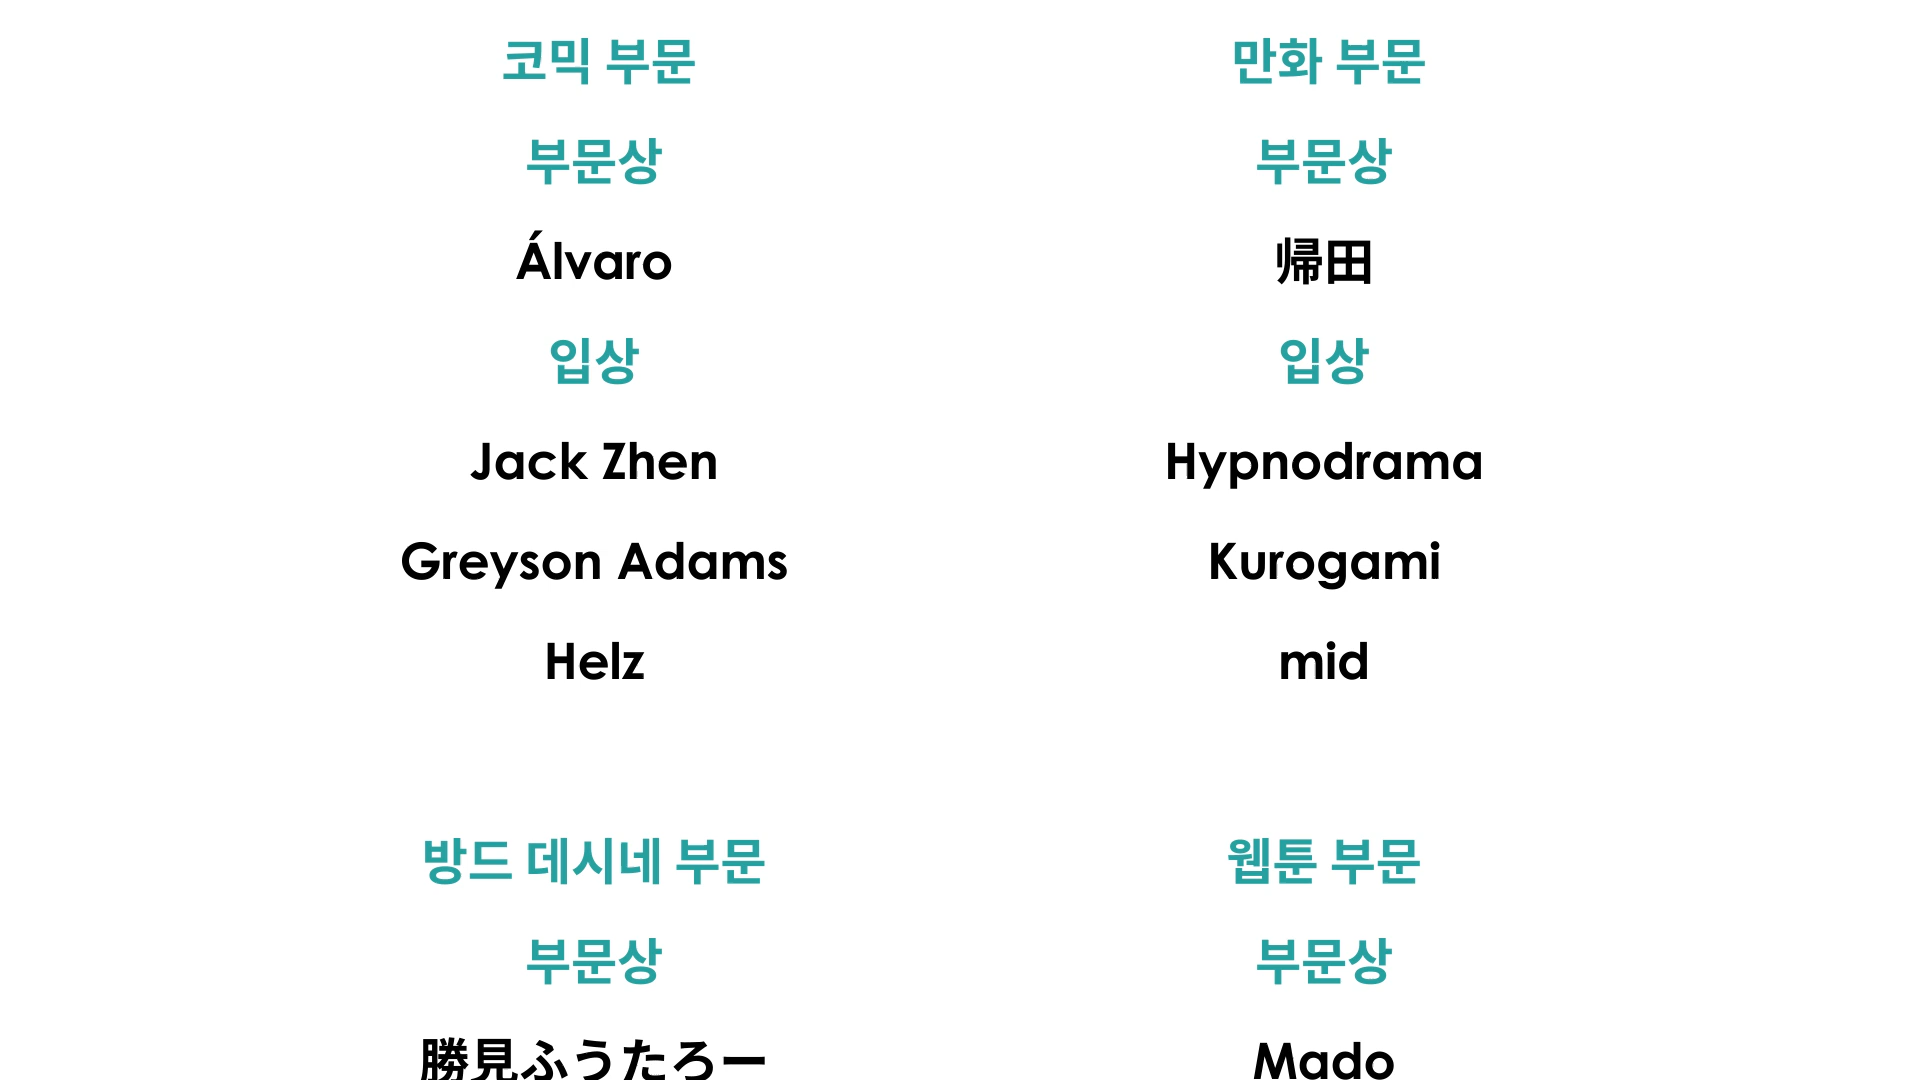 코믹 부문
부문상
Álvaro
입상
Jack Zhen
Greyson Adams
Helz
만화 부문
부문상
帰田
입상
Hypnodrama
Kurogami
mid
방드 데시네 부문
부문상
勝見ふうたろー
웹툰 부문
부문상
Mado